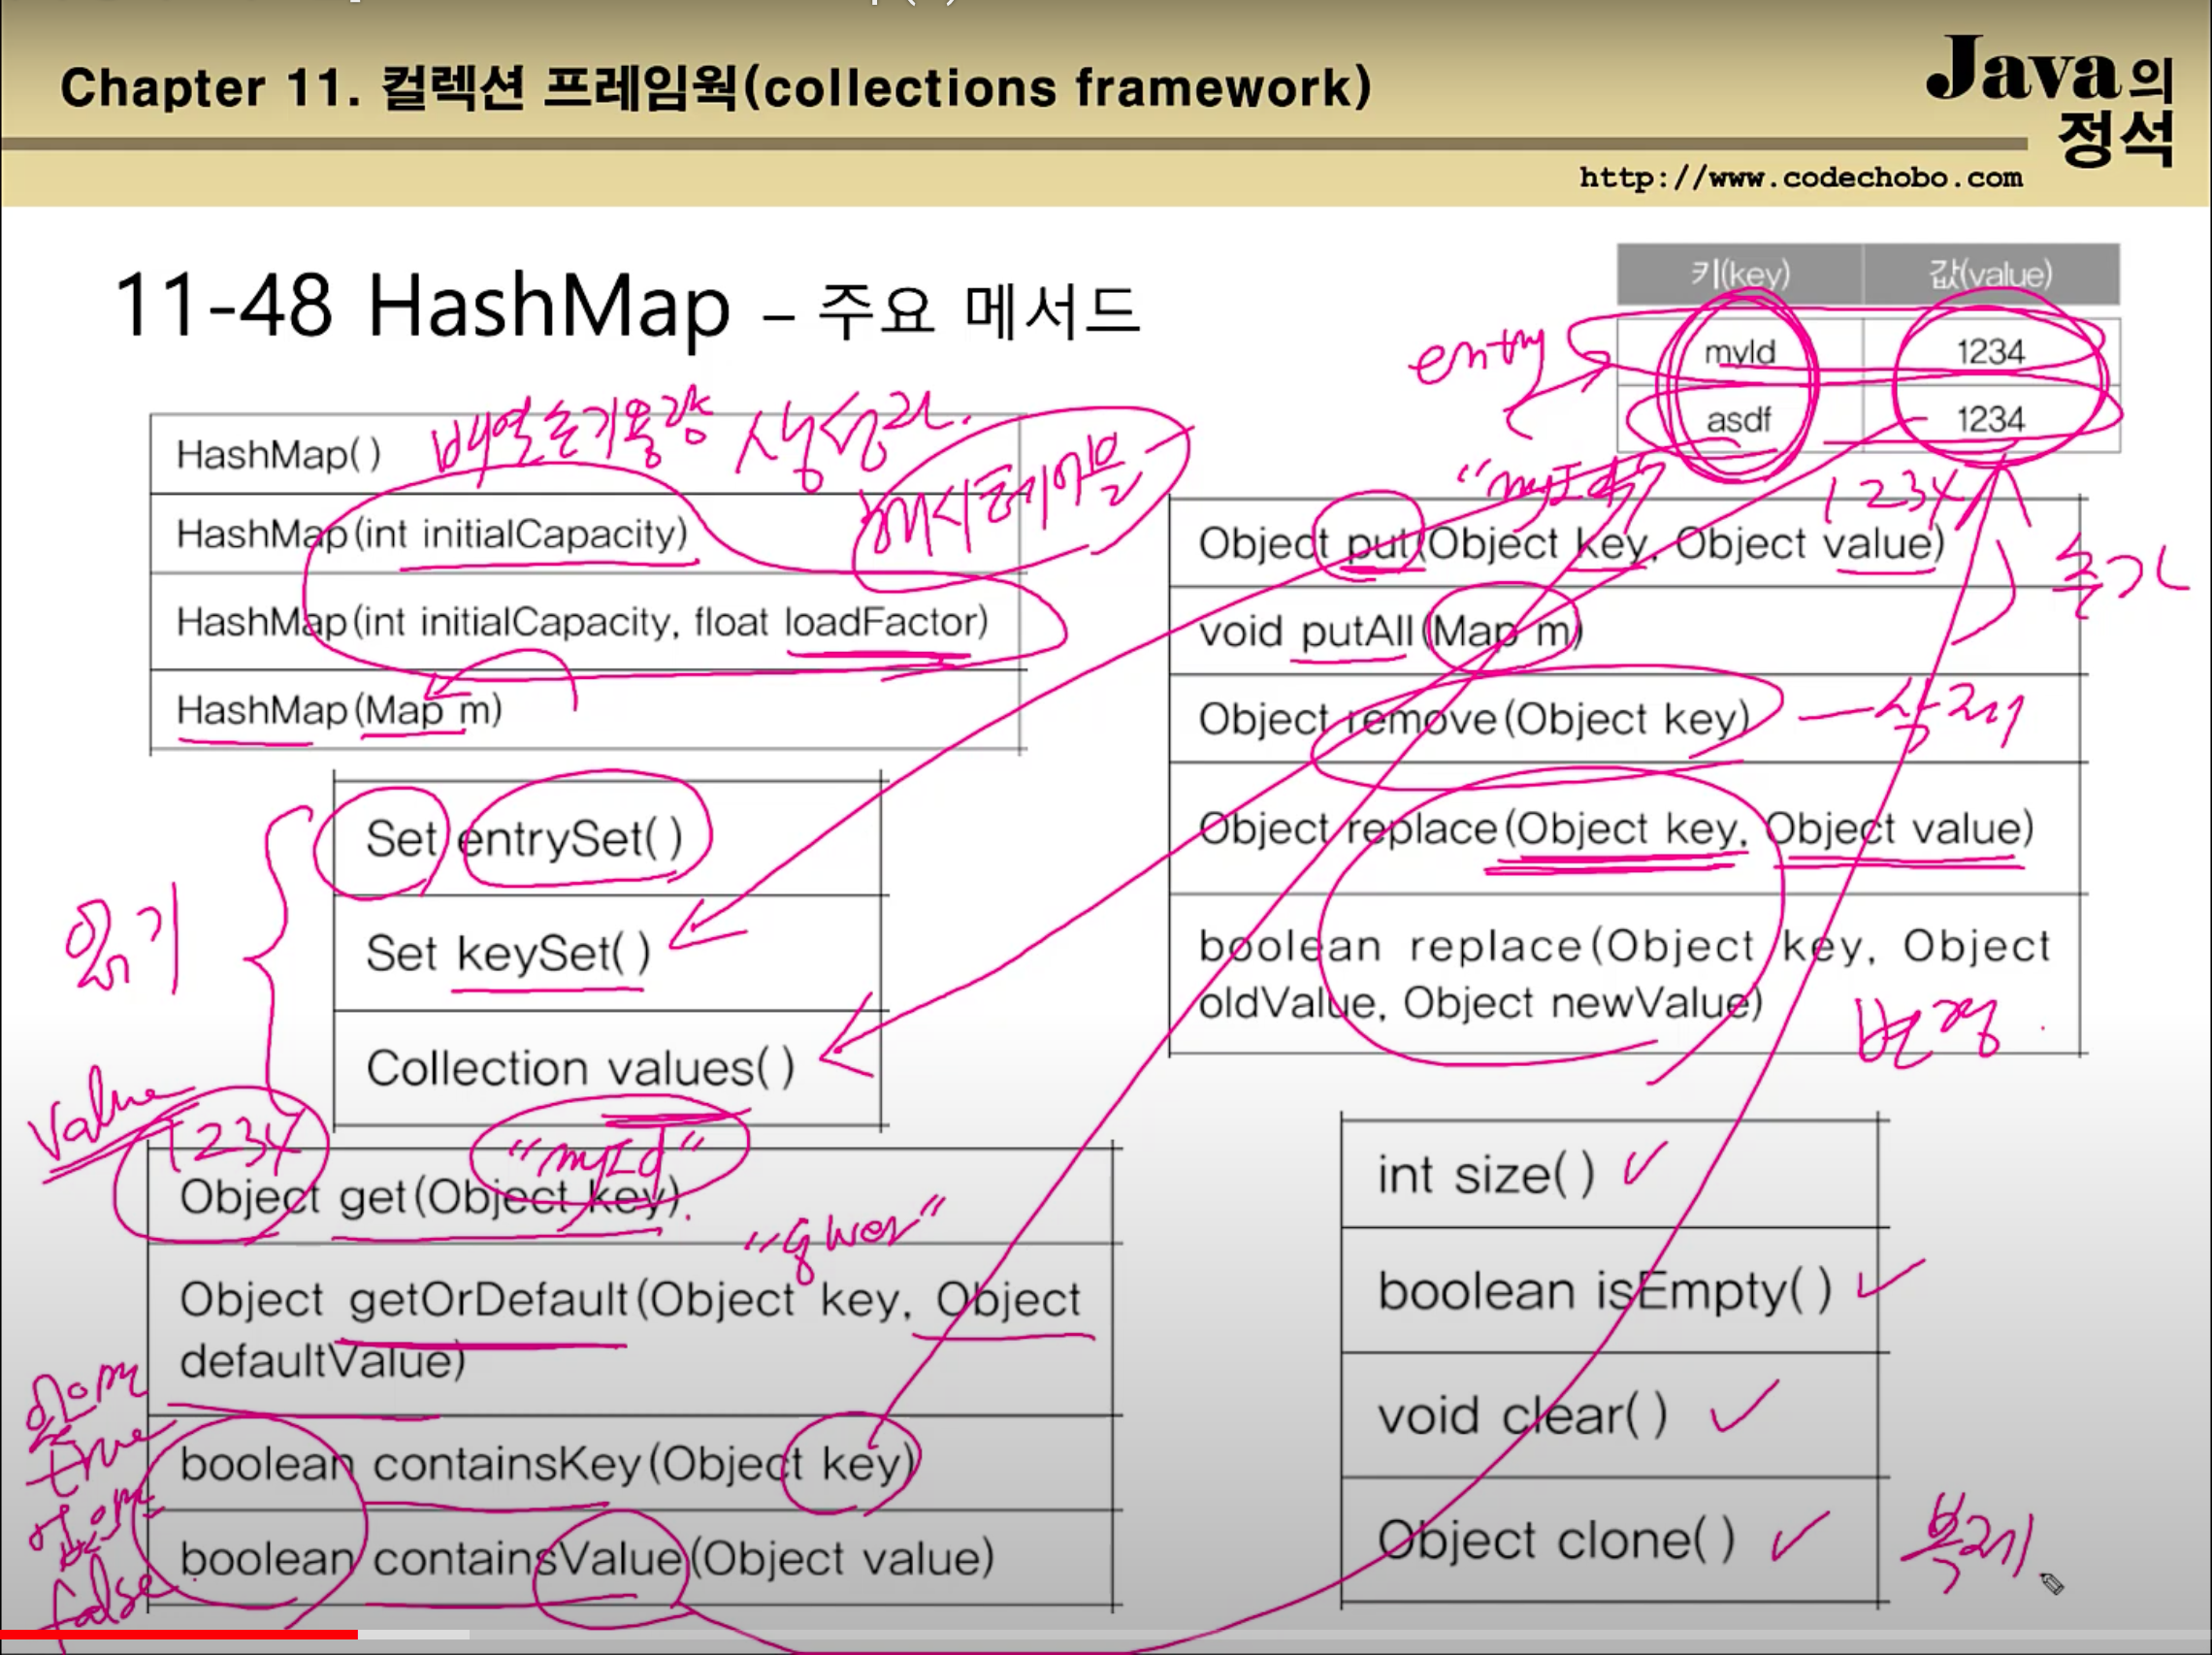 Chapter 11. 컬렉션 프레임웍(collections framework)
Java의
정석
http://www.codechobo.com
11-48 HashMap – 주요 메서드
키(key) 값(value)
myId 1234
asdf 1234
entry
배열초기용량 생성자.
해시테이블
HashMap()
HashMap(int initialCapacity)
HashMap(int initialCapacity, float loadFactor)
HashMap(Map m)
"myId"
1234
Object put(Object key, Object value)
추가
void putAll(Map m)
Object remove(Object key)
삭제
Object replace(Object key, Object value)
boolean replace(Object key, Object
oldValue, Object newValue)
변경
읽기
Set entrySet()
Set keySet()
Collection values()
value
1234
"myId"
Object get(Object key)
"qwer"
Object getOrDefault(Object key, Object
defaultValue)
있으면
true
없으면
false
boolean containsKey(Object key)
boolean containsValue(Object value)
int size()
boolean isEmpty()
void clear()
Object clone()
복제